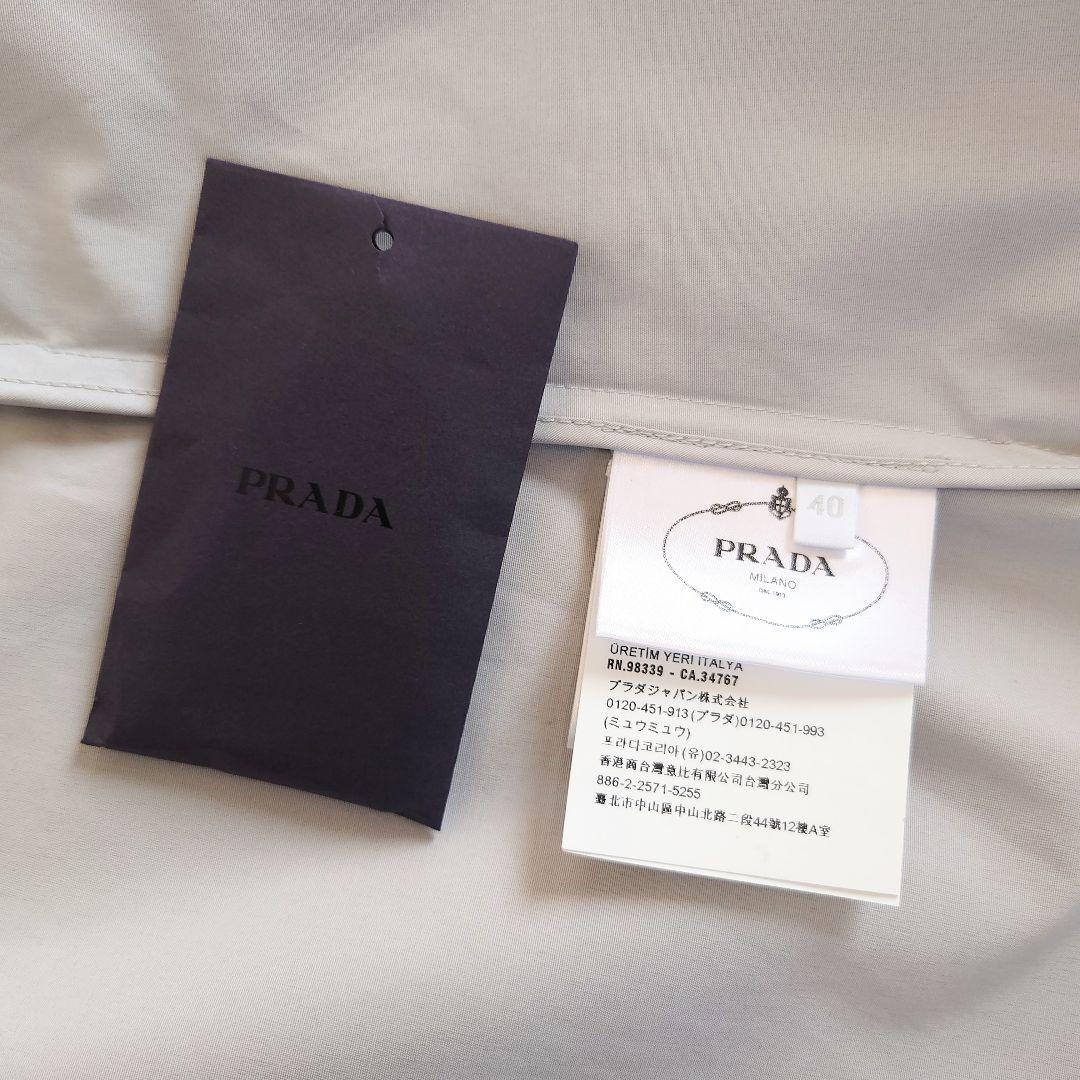 PRADA
40
PRADA
MILANO
DAL 1913
ÜRETİM YERİ İTALYA
RN.98339 - CA.34767
プラダジャパン株式会社
0120-451-913(プラダ)0120-451-993
(ミュウミュウ)
프라다코리아(유)02-3443-2323
香港商台灣意比有限公司台灣分公司
886-2-2571-5255
臺北市中山區中山北路二段44號12樓A室